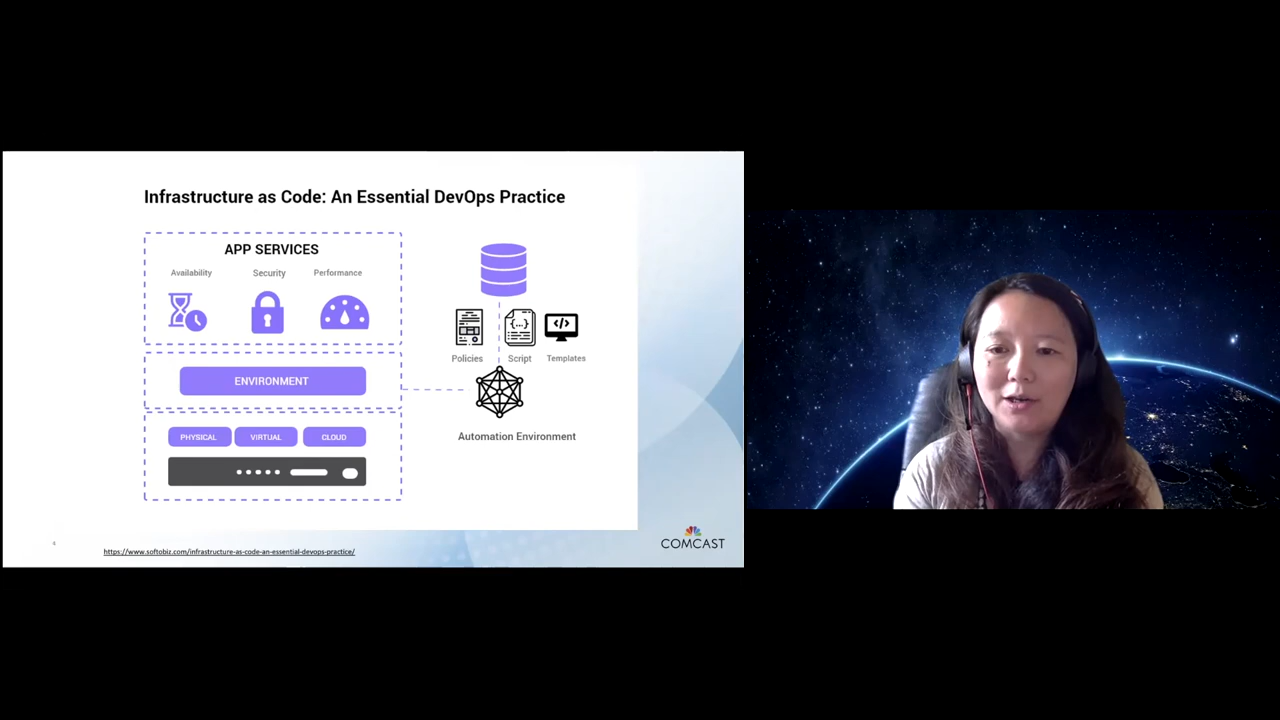 Infrastructure as Code: An Essential DevOps Practice
APP SERVICES
Availability
Security
Performance
ENVIRONMENT
PHYSICAL
VIRTUAL
CLOUD
Policies
Script
Templates
Automation Environment
https://www.softobiz.com/infrastructure-as-code-an-essential-devops-practice/
COMCAST